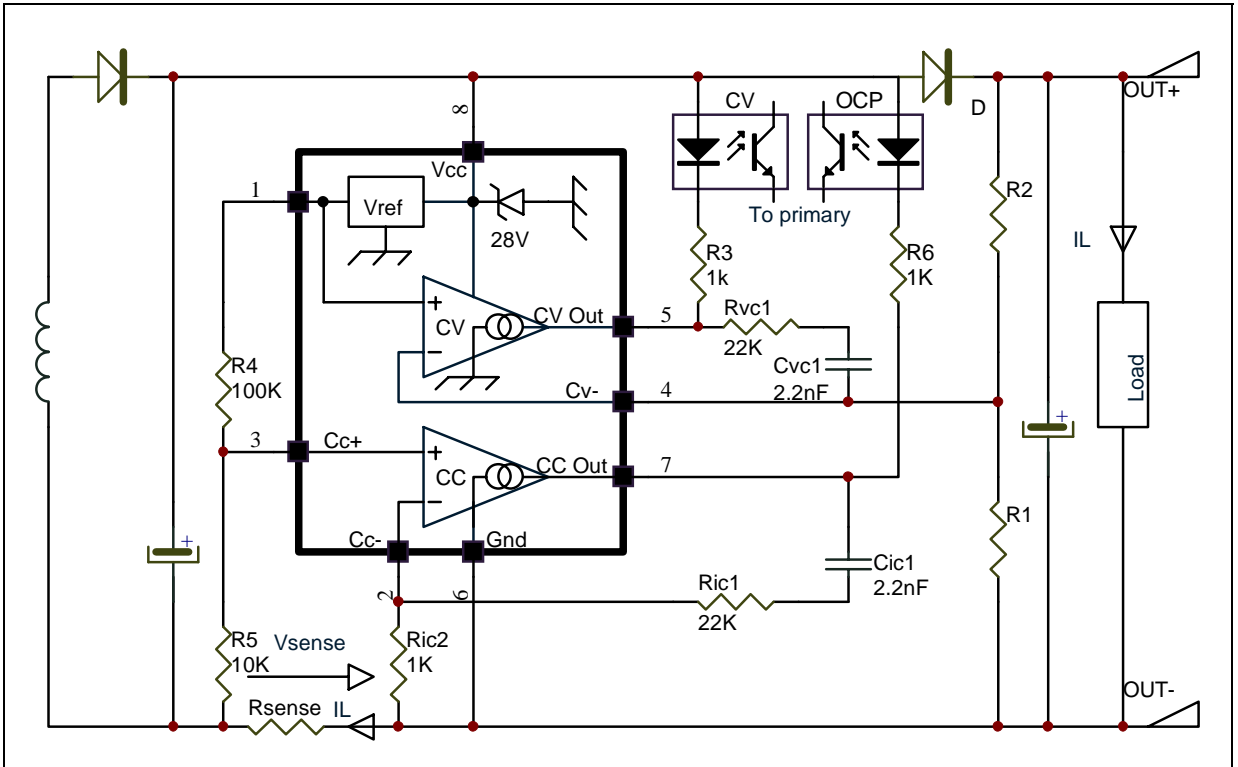 CV
OCP
D
OUT+
8
Vcc
1
Vref
28V
To primary
R2
IL
R3
1k
R6
1K
+
CV
-
CV Out
5
Rvc1
22K
Cvc1
2.2nF
R4
100K
Cv-
4
Load
+
3
Cc+
+
CC
-
CC Out
7
R1
Cc-
Gnd
+
2
6
Cic1
2.2nF
Ric1
22K
R5
10K
Vsense
Ric2
1K
Rsense
IL
OUT-